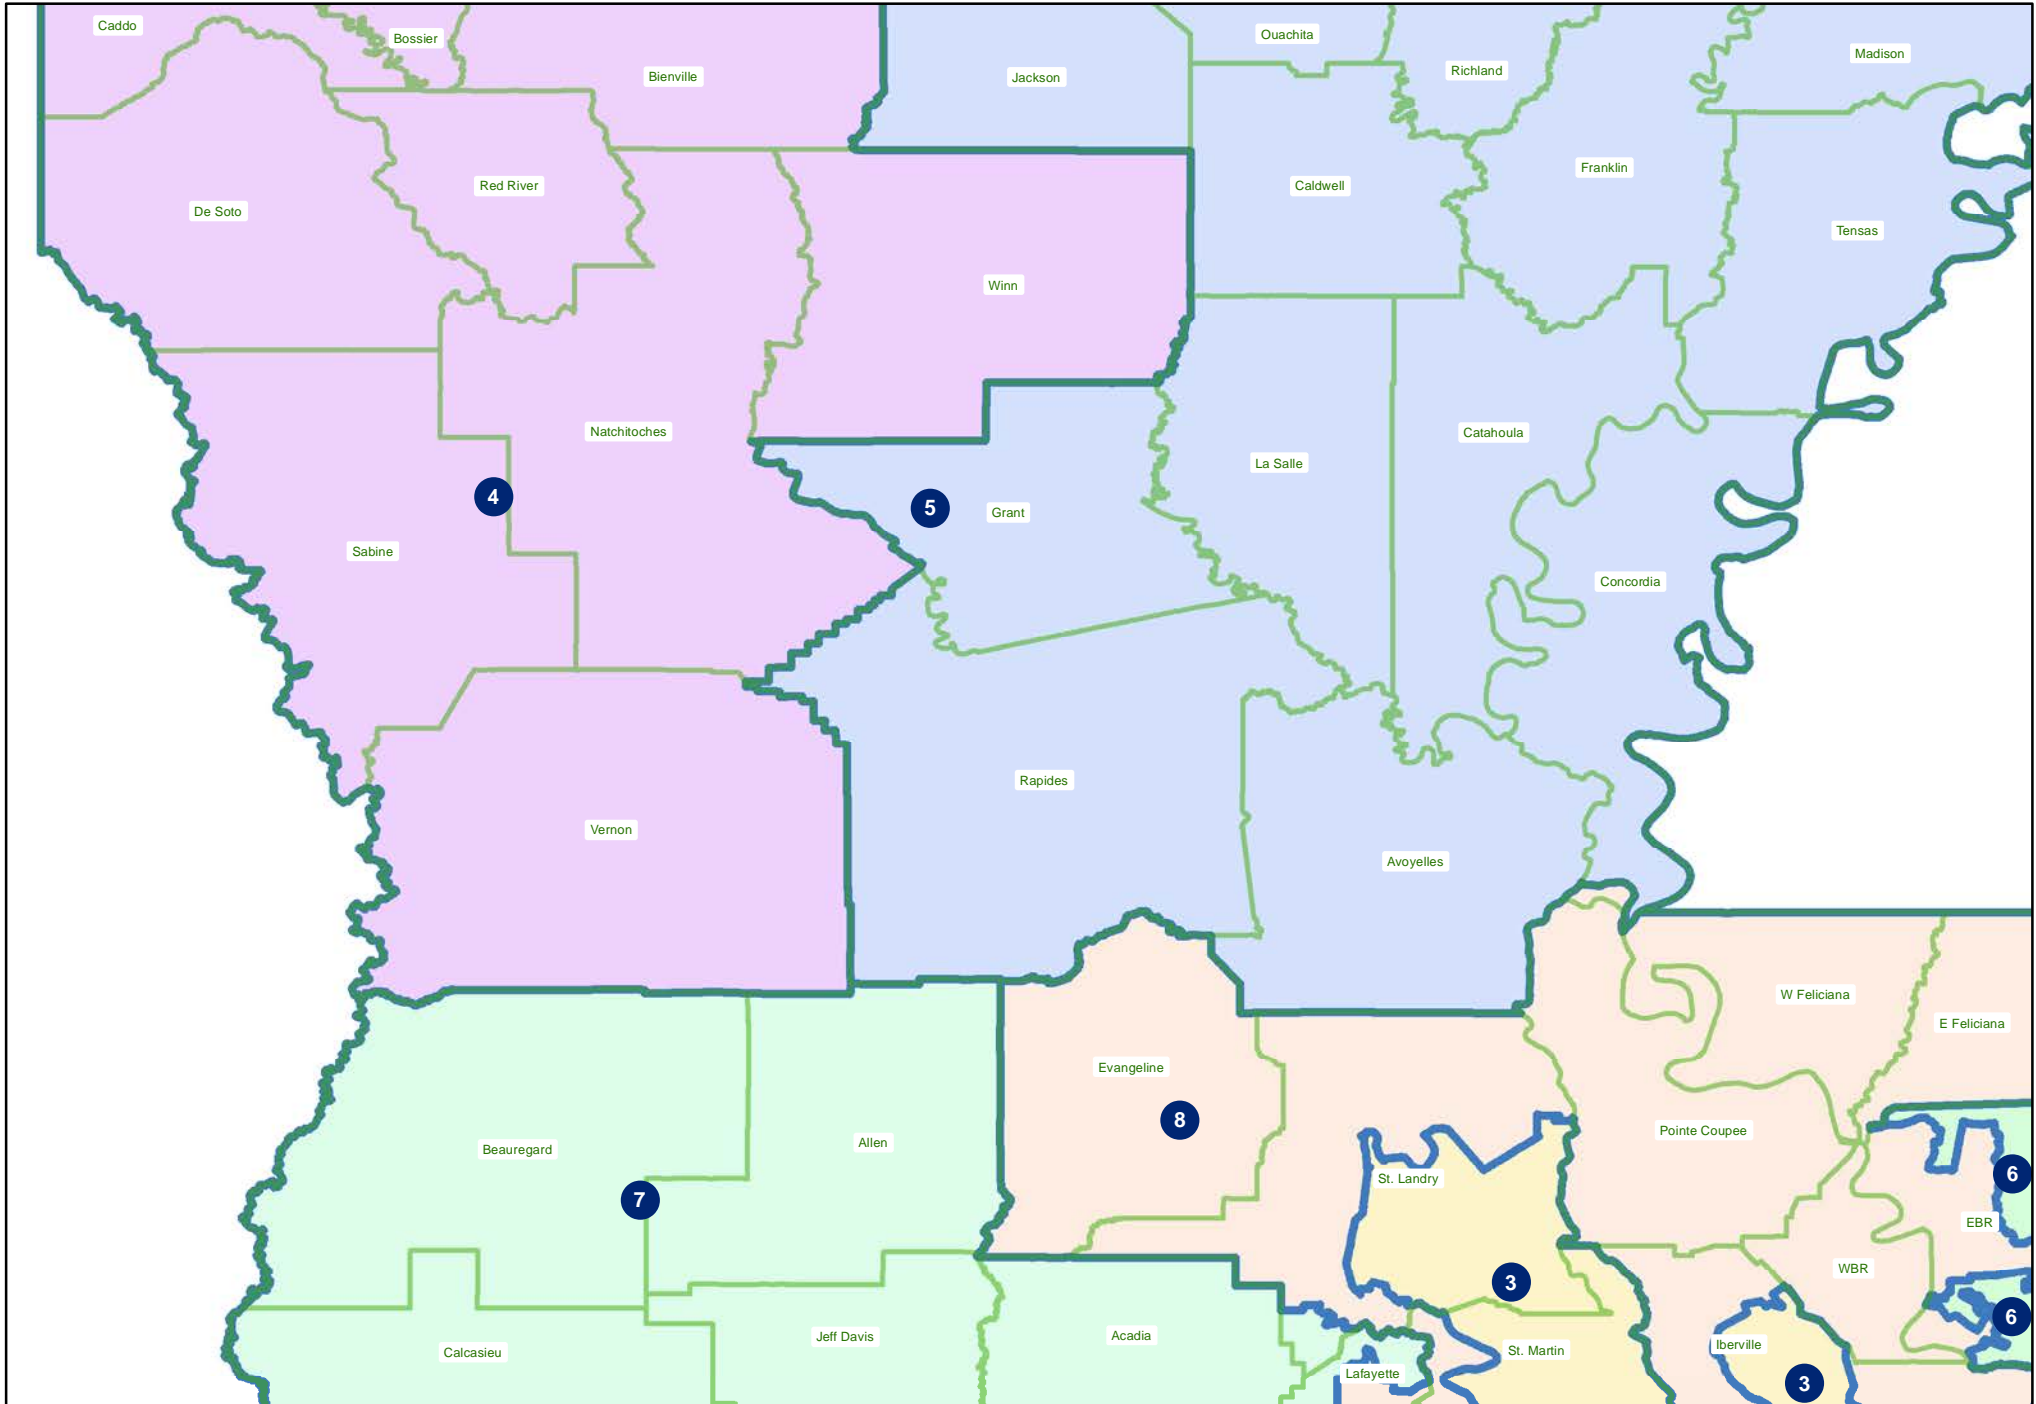 Caddo
Bossier
Ouachita
Madison
Richland
Bienville
Jackson
Franklin
Red River
Caldwell
De Soto
Tensas
Winn
Natchitoches
Catahoula
La Salle
4
5
Grant
Sabine
Concordia
Rapides
Vernon
Avoyelles
W Feliciana
E Feliciana
Evangeline
8
Pointe Coupee
Allen
Beauregard
St. Landry
6
7
EBR
WBR
3
6
Jeff Davis
Acadia
Iberville
Calcasieu
St. Martin
Lafayette
3